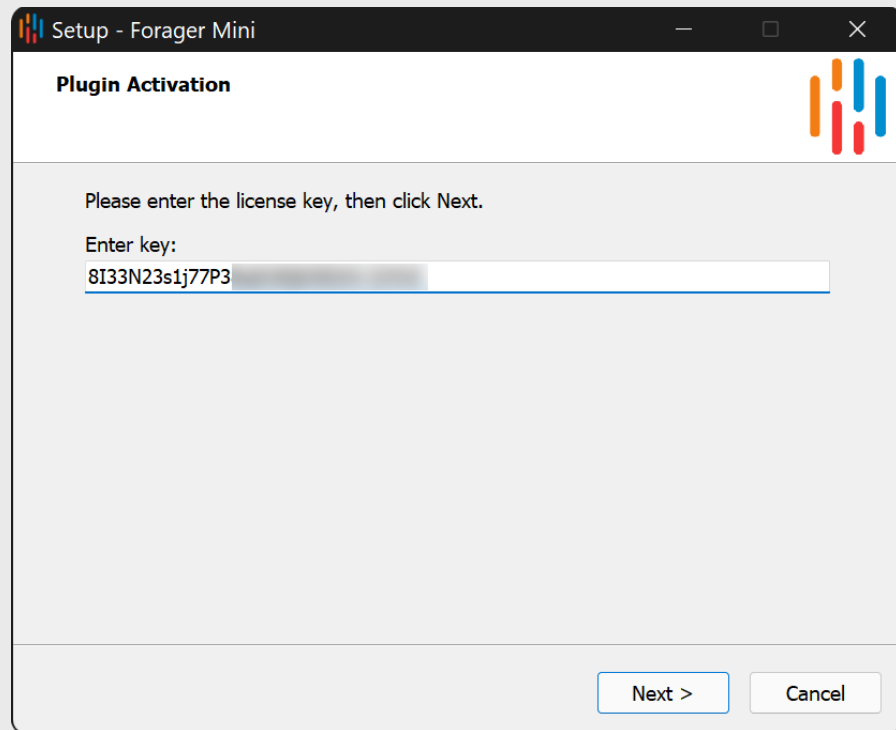 Setup - Forager Mini
Plugin Activation
Please enter the license key, then click Next.
Enter key:
8I33N23s1j77P3
Next >
Cancel